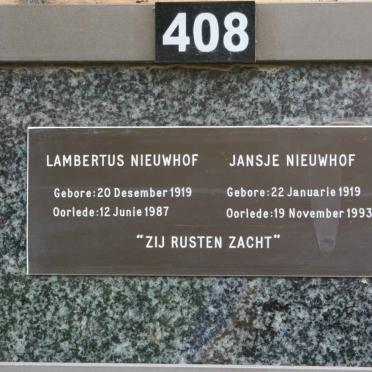 408
LAMBERTUS NIEUWHOF JANSJE NIEUWHOF
Gebore: 20 Desember 1919 Gebore: 22 Januarie 1919
Oorlede: 12 Junie 1987 Oorlede: 19 November 1993
"ZIJ RUSTEN ZACHT"